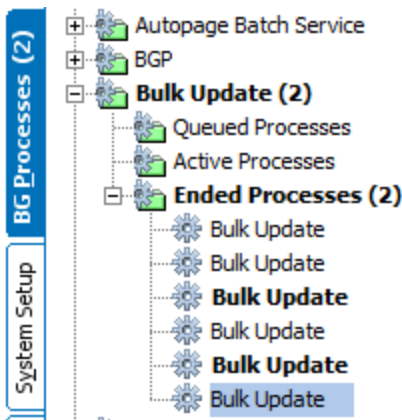 BG Processes (2)
System Setup
Autopage Batch Service
BGP
Bulk Update (2)
Queued Processes
Active Processes
Ended Processes (2)
Bulk Update
Bulk Update
Bulk Update
Bulk Update
Bulk Update
Bulk Update